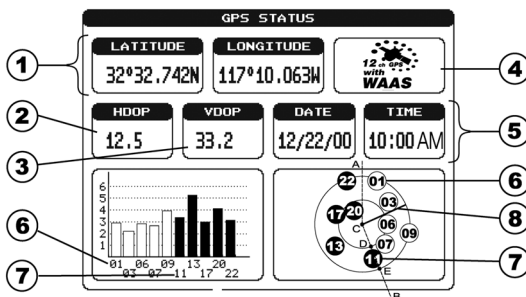 GPS STATUS
1
LATITUDE
32°32.742N
LONGITUDE
117°10.063W
12 ch GPS
with
WAAS
4
2
HDOP
12.5
VDOP
33.2
DATE
12/22/00
TIME
10:00 AM
5
3
6
5
4
3
2
1
01 06 09 13 20
03 07 11 17 22
6
7
A
22
01
03
20
17
C
06
09
13
D
07
11
E
B
6
8
7